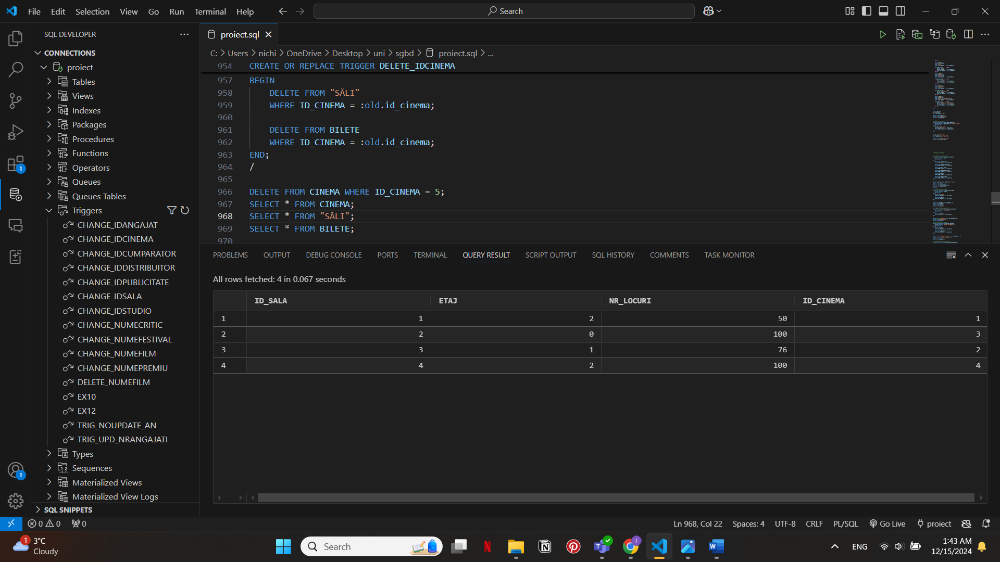 File Edit Selection View Go Run Terminal Help
Search
SQL DEVELOPER
CONNECTIONS
proiect
Tables
Views
Indexes
Packages
Procedures
Functions
Operators
Queues
Queues Tables
Triggers
CHANGE_IDANGAJAT
CHANGE_IDCINEMA
CHANGE_IDCUMPARATOR
CHANGE_IDDISTRIBUITOR
CHANGE_IDPUBLICITATE
CHANGE_IDSALA
CHANGE_IDSTUDIO
CHANGE_NUMECRITIC
CHANGE_NUMEFESTIVAL
CHANGE_NUMEFILM
CHANGE_NUMEPREMIU
DELETE_NUMEFILM
EX10
EX12
TRIG_NOUPDATE_AN
TRIG_UPD_NRANGAJATI
Types
Sequences
Materialized Views
Materialized View Logs
SQL SNIPPETS
1
1
proiect.sql
C: > Users > nichi > OneDrive > Desktop > uni > sgbd > proiect.sql > ...
954 CREATE OR REPLACE TRIGGER DELETE_IDCINEMA
957 BEGIN
958 DELETE FROM "SĂLI"
959 WHERE ID_CINEMA = :old.id_cinema;
960
961 DELETE FROM BILETE
962 WHERE ID_CINEMA = :old.id_cinema;
963 END;
964 /
965
966 DELETE FROM CINEMA WHERE ID_CINEMA = 5;
967 SELECT * FROM CINEMA;
968 SELECT * FROM "SĂLI";
969 SELECT * FROM BILETE;
970
PROBLEMS OUTPUT DEBUG CONSOLE PORTS TERMINAL QUERY RESULT SCRIPT OUTPUT SQL HISTORY COMMENTS TASK MONITOR
All rows fetched: 4 in 0.067 seconds
ID_SALA ETAJ NR_LOCURI ID_CINEMA
1 1 2 50 1
2 2 0 100 3
3 3 1 76 2
4 4 2 100 4
0 0 0
Ln 968, Col 22 Spaces: 4 UTF-8 CRLF PL/SQL Go Live proiect
1
3°C
Cloudy
Search
ENG
1:43 AM
12/15/2024